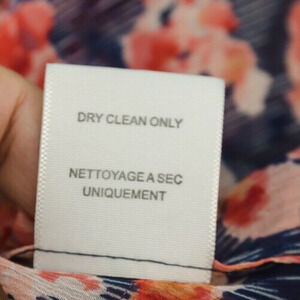 DRY CLEAN ONLY
NETTOYAGE A SEC
UNIQUEMENT